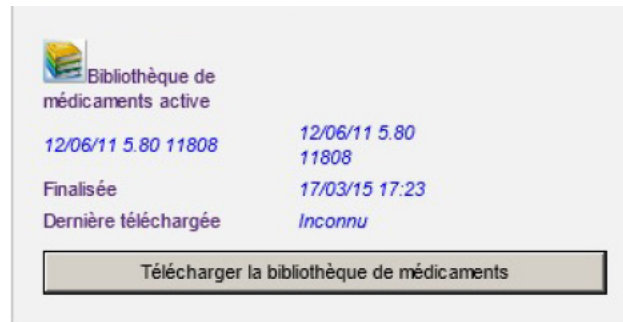 Bibliothèque de
médicaments active
12/06/11 5.80 11808
12/06/11 5.80
11808
Finalisée 17/03/15 17:23
Dernière téléchargée Inconnu
Télécharger la bibliothèque de médicaments